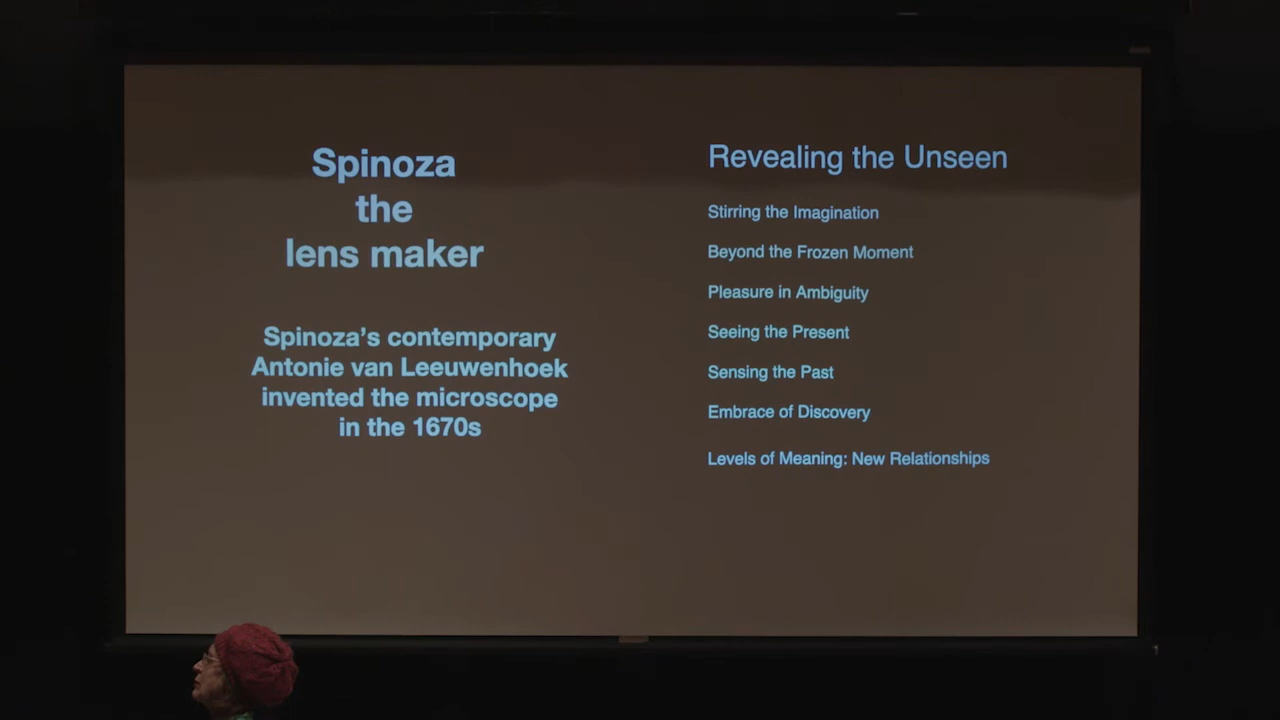 Spinoza
the
lens maker
Spinoza’s contemporary
Antonie van Leeuwenhoek
invented the microscope
in the 1670s
Revealing the Unseen
Stirring the Imagination
Beyond the Frozen Moment
Pleasure in Ambiguity
Seeing the Present
Sensing the Past
Embrace of Discovery
Levels of Meaning: New Relationships